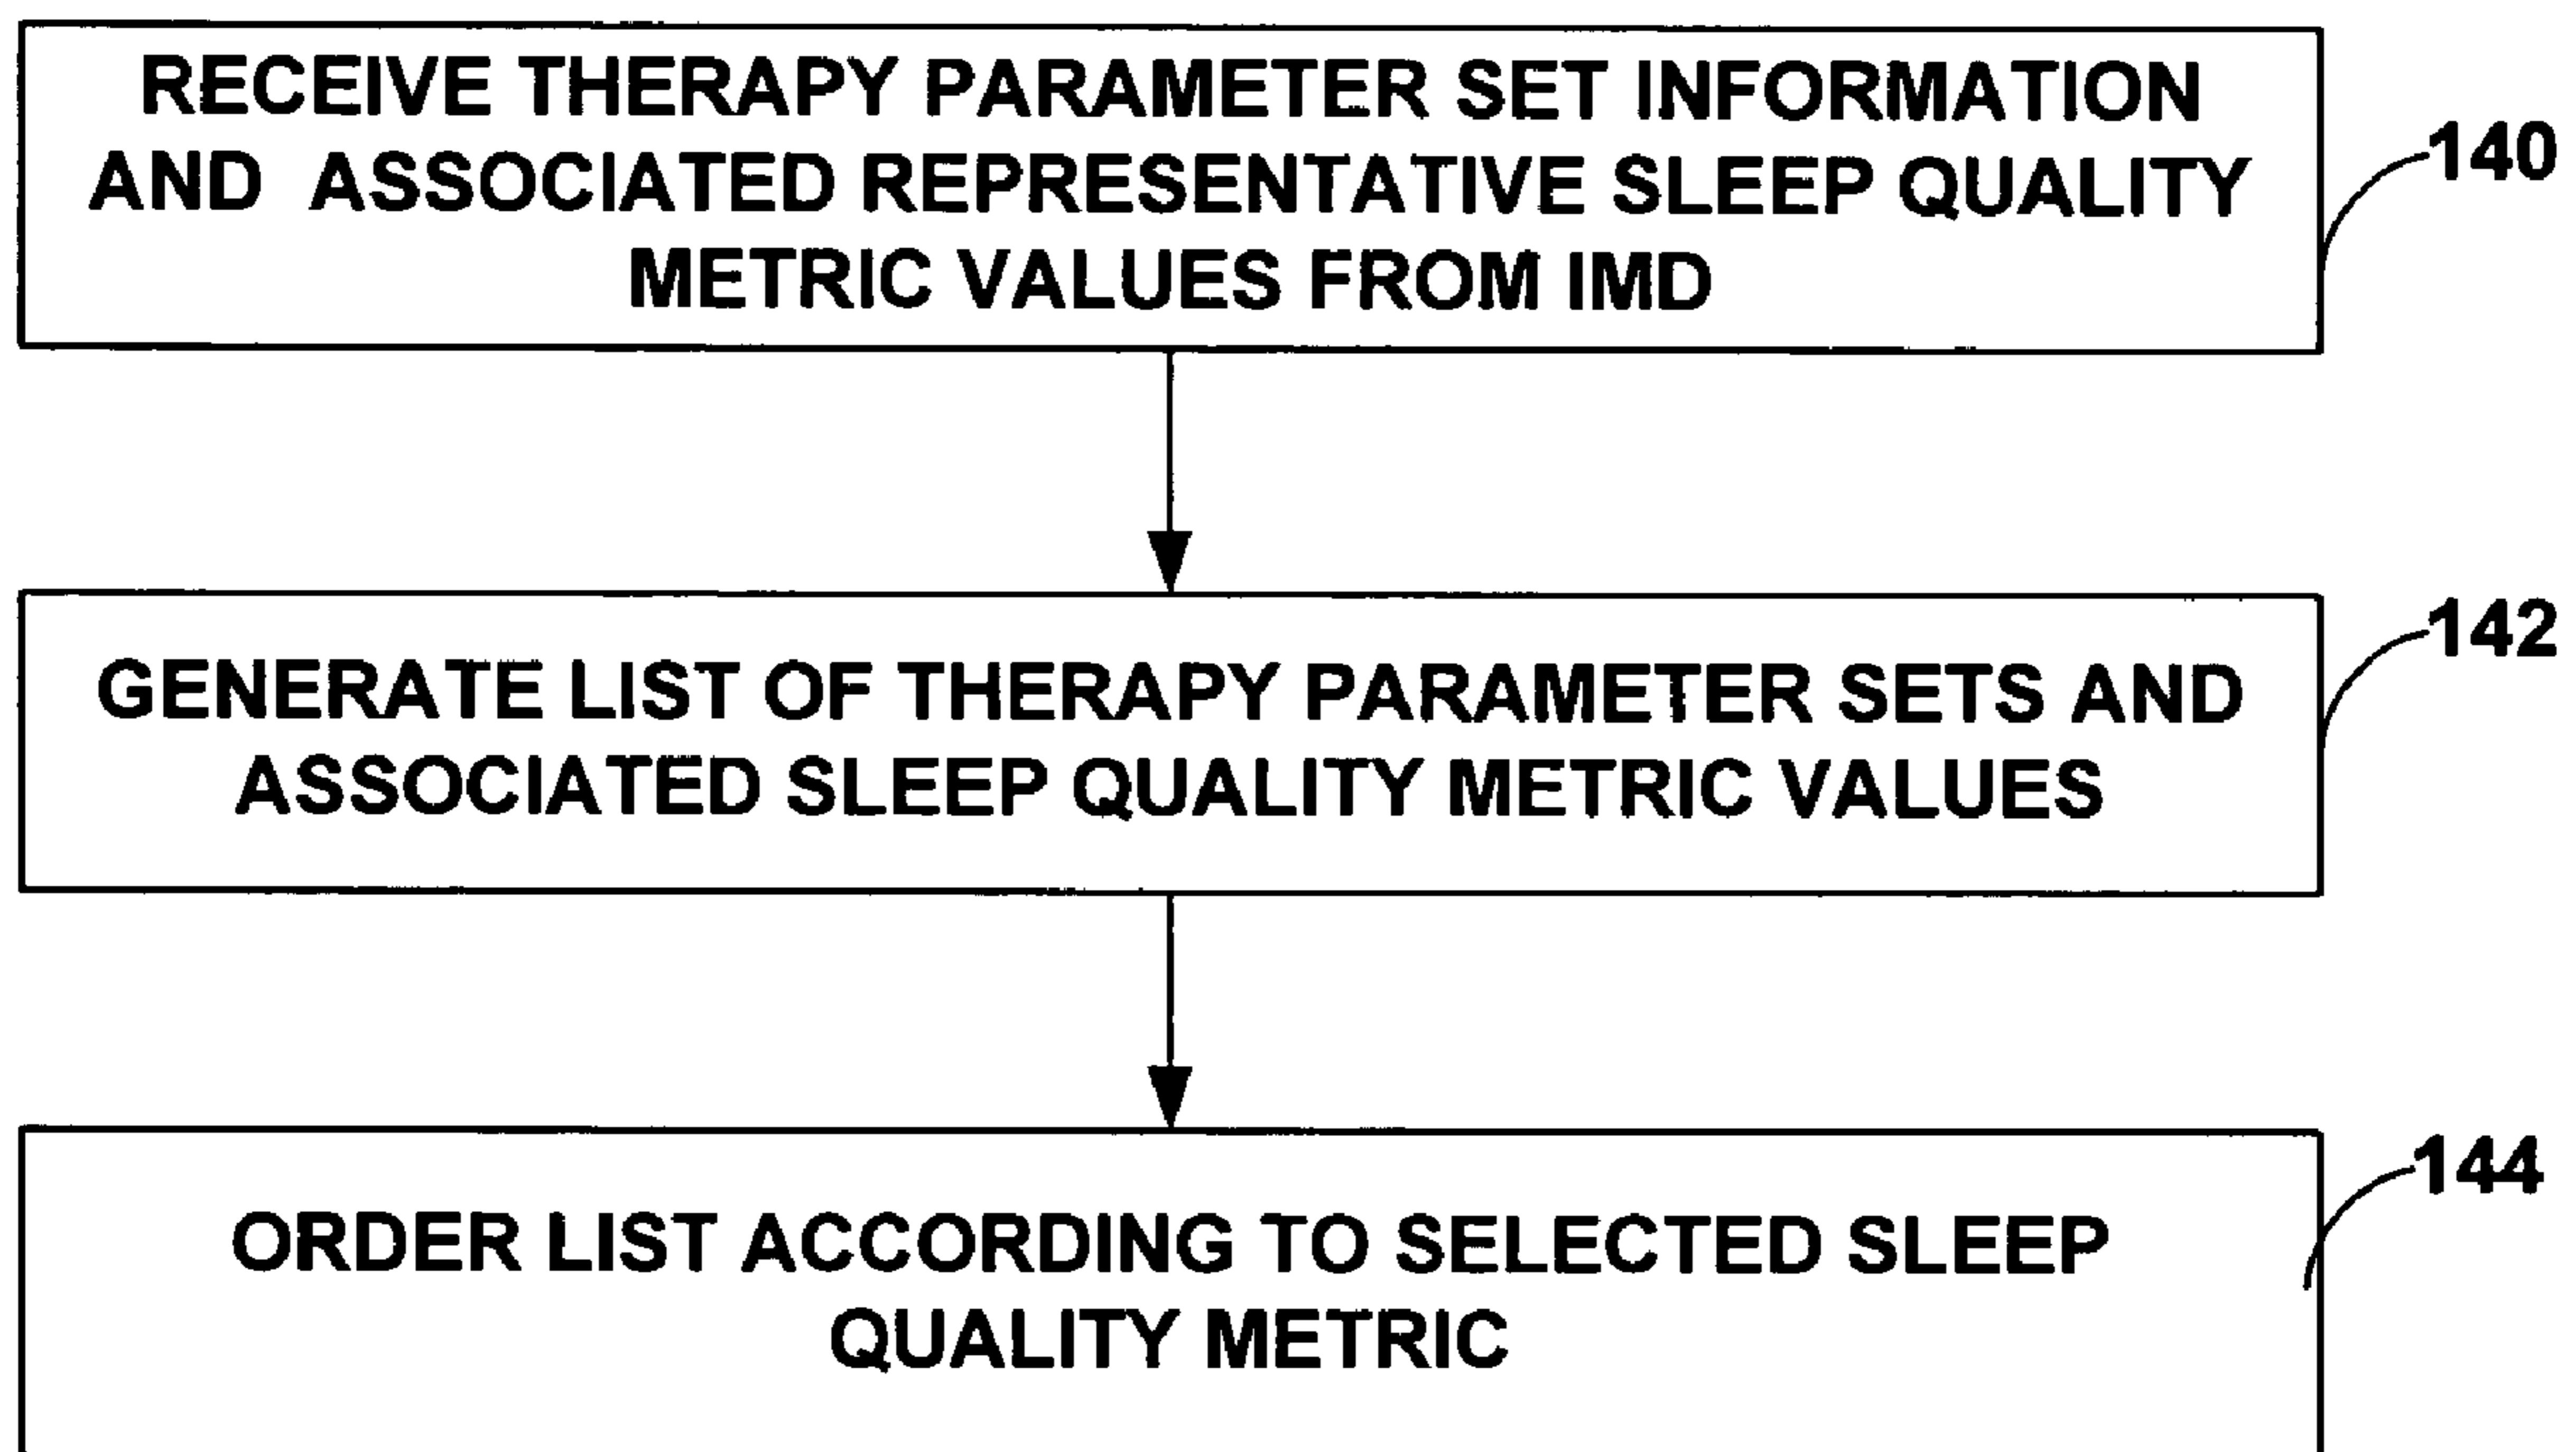 RECEIVE THERAPY PARAMETER SET INFORMATION
AND ASSOCIATED REPRESENTATIVE SLEEP QUALITY
METRIC VALUES FROM IMD
140
GENERATE LIST OF THERAPY PARAMETER SETS AND
ASSOCIATED SLEEP QUALITY METRIC VALUES
142
ORDER LIST ACCORDING TO SELECTED SLEEP
QUALITY METRIC
144